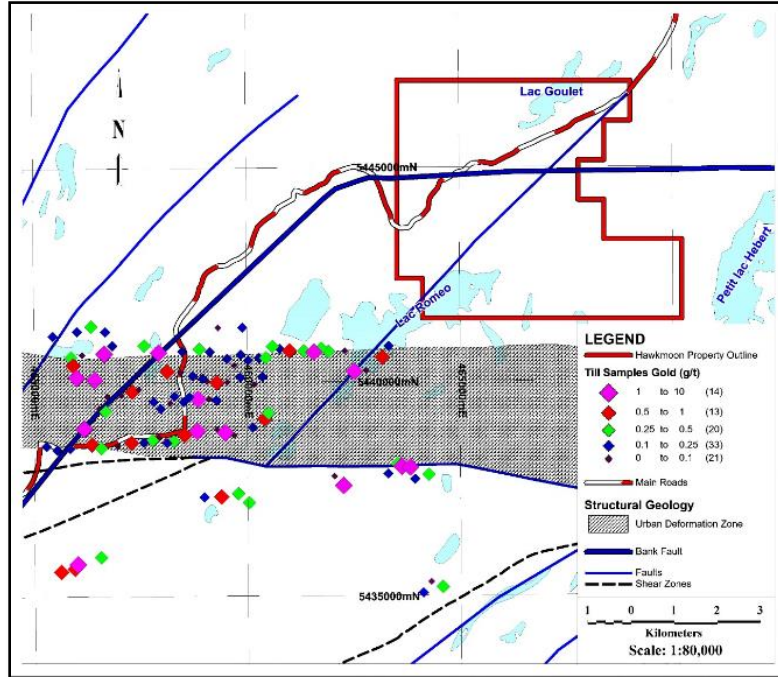 Lac Goulet
N
5445000mN
Lac Romeo
Petit lac Hebert
5440000mN
465000mE
5435000mN
LEGEND
Hawkmoon Property Outline
Till Samples Gold (g/t)
1 to 10 (14)
0.5 to 1 (13)
0.25 to 0.5 (20)
0.1 to 0.25 (33)
0 to 0.1 (21)
Main Roads
Structural Geology
Urban Deformation Zone
Bank Fault
Faults
Shear Zones
1 0 1 2 3
Kilometers
Scale: 1:80,000